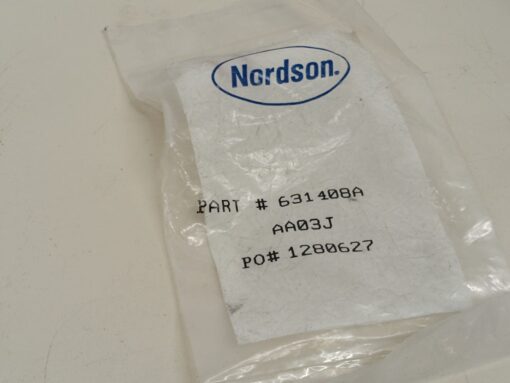 Nordson.
PART # 631408A
AA03J
PO# 1280627